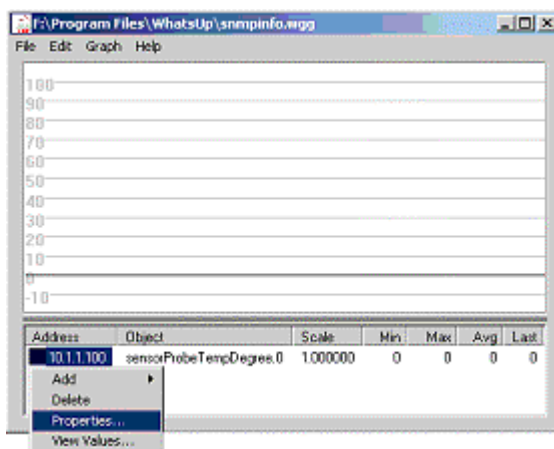 F:\Program Files\WhatsUp\snmpinfo.wgg
File Edit Graph Help
100
90
80
70
60
50
40
30
20
10
0
-10
Address Object Scale Min Max Avg Last
10.1.1.100 sensorProbeTempDegree.0 1.000000 0 0 0 0
Add
Delete
Properties...
View Values...